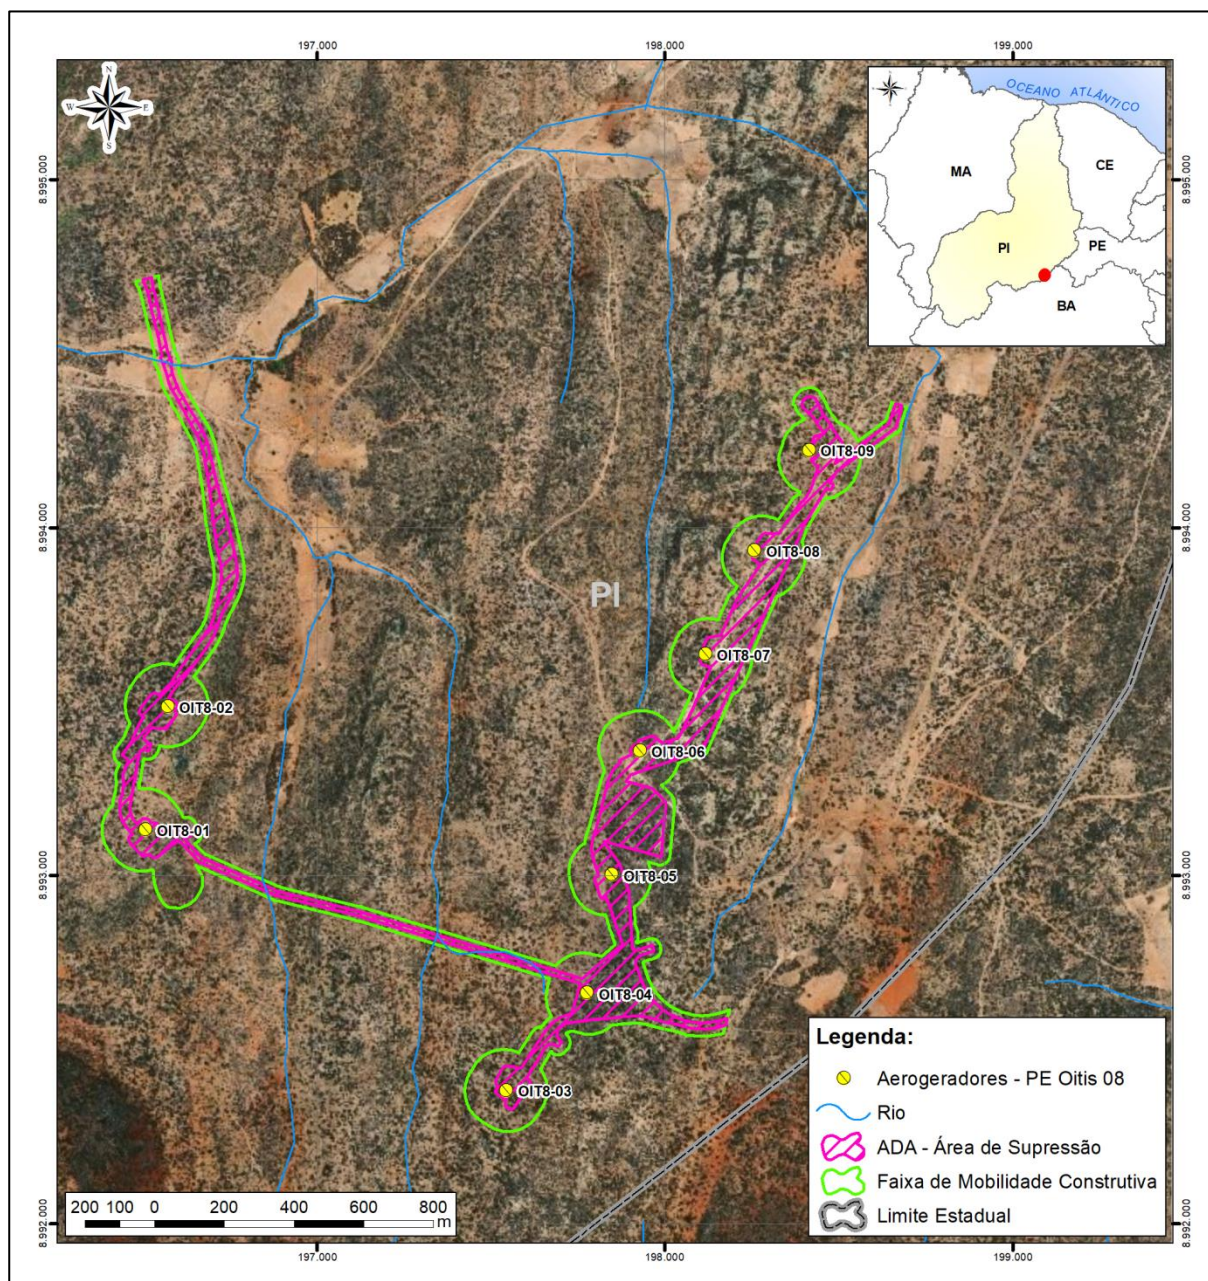 197.000
198.000
199.000
N
W
E
S
OCEANO ATLÂNTICO
MA
CE
PI
PE
BA
8.995.000
8.995.000
OIT8-09
8.994.000
8.994.000
OIT8-08
PI
OIT8-07
OIT8-02
OIT8-06
OIT8-01
8.993.000
8.993.000
OIT8-05
OIT8-04
OIT8-03
Legenda:
Aerogeradores - PE Oitis 08
Rio
ADA - Área de Supressão
Faixa de Mobilidade Construtiva
Limite Estadual
200 100 0 200 400 600 800
m
8.992.000
8.992.000
197.000
198.000
199.000